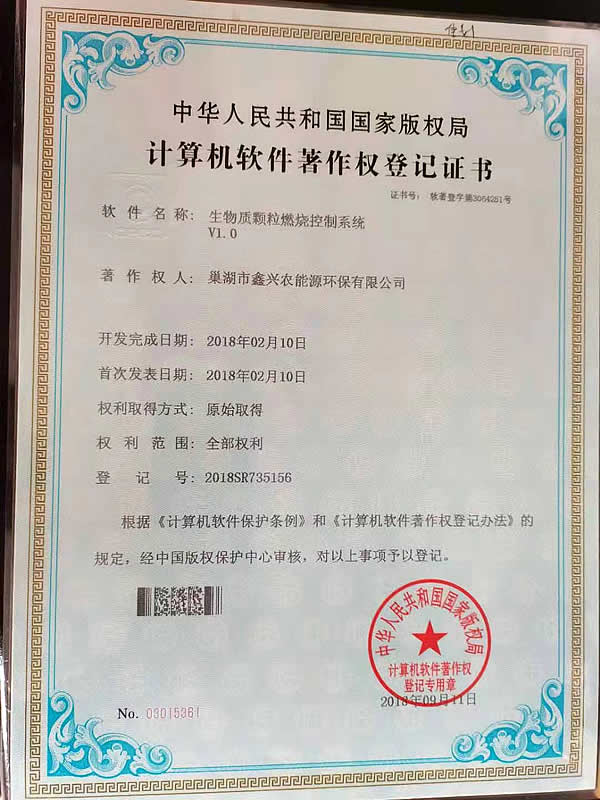 中华人民共和国国家版权局
计算机软件著作权登记证书
证书号: 软著登字第3064251号
软件名称: 生物质颗粒燃烧控制系统
V1.0
著作权人: 巢湖市鑫兴农能源环保有限公司
开发完成日期: 2018年02月10日
首次发表日期: 2018年02月10日
权利取得方式: 原始取得
权利范围: 全部权利
登记号: 2018SR735156
根据《计算机软件保护条例》和《计算机软件著作权登记办法》的
规定，经中国版权保护中心审核，对以上事项予以登记。
中华人民共和国国家版权局
计算机软件著作权
登记专用章
2018年09月11日
No. 03015361